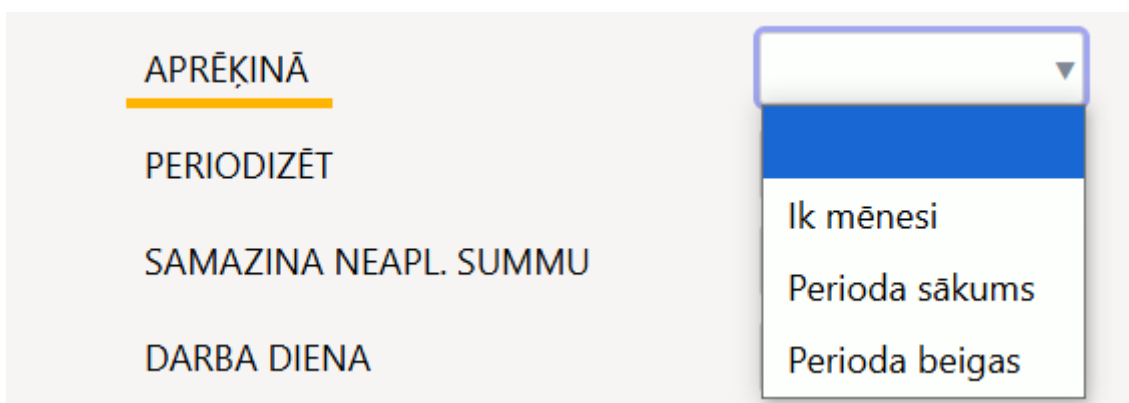 APRĒĶINĀ
PERIODIZĒT
Ik mēnesi
SAMAZINA NEAPL. SUMMU
Perioda sākums
DARBA DIENA
Perioda beigas